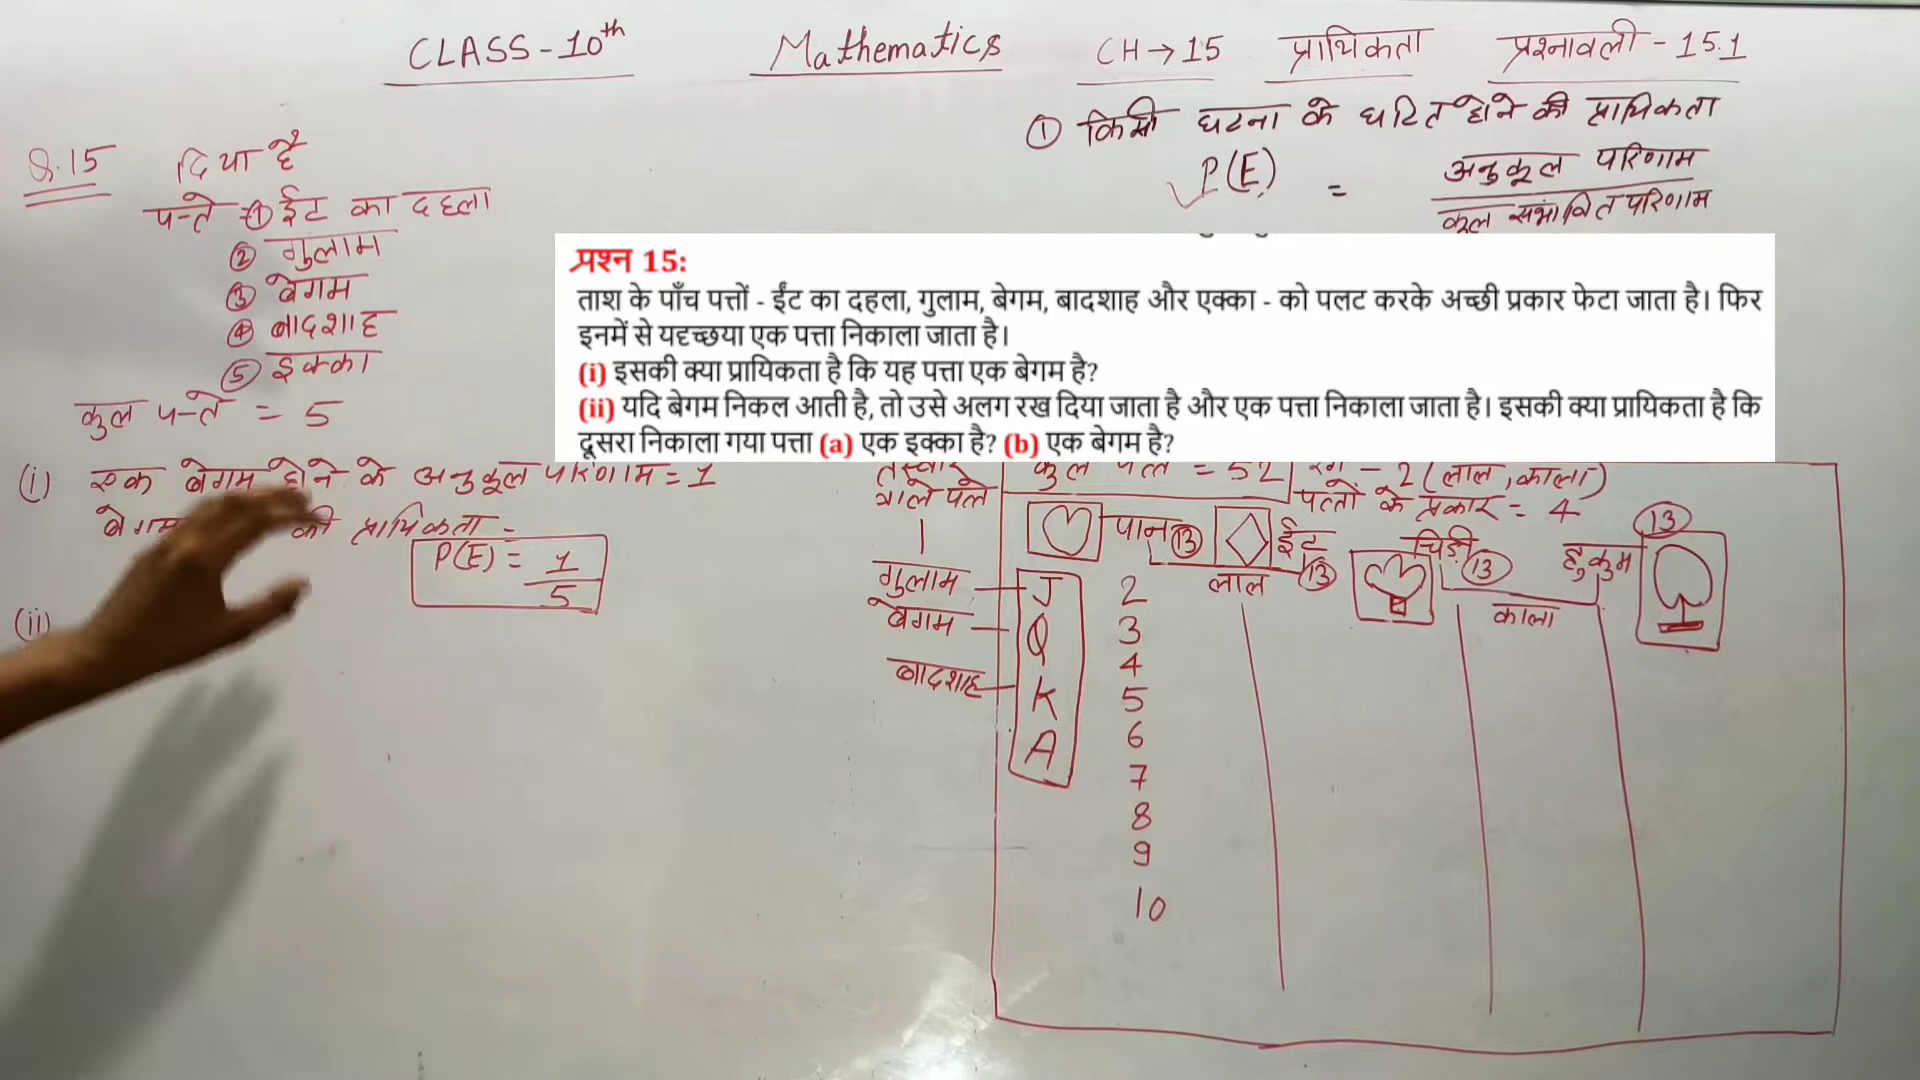 CLASS - 10th Mathematics CH → 15 प्रायिकता प्रश्नावली - 15.1
① किसी घटना के घटित होने की प्रायिकता
P(E) = अनुकूल परिणाम
कुल संभावित परिणाम
Q.15 दिया है
पत्ते = ① ईट का दहला
② गुलाम
③ बेगम
④ बादशाह
⑤ इक्का
कुल पत्ते = 5
(i) एक बेगम होने के अनुकूल परिणाम = 1
की प्रायिकता =
P(E) = 1
5
(ii)
प्रश्न 15:
ताश के पाँच पत्तों - ईंट का दहला, गुलाम, बेगम, बादशाह और एक्का - को पलट करके अच्छी प्रकार फेटा जाता है। फिर
इनमें से यदृच्छया एक पत्ता निकाला जाता है।
(i) इसकी क्या प्रायिकता है कि यह पत्ता एक बेगम है?
(ii) यदि बेगम निकल आती है, तो उसे अलग रख दिया जाता है और एक पत्ता निकाला जाता है। इसकी क्या प्रायिकता है कि
दूसरा निकाला गया पत्ता (a) एक इक्का है? (b) एक बेगम है?
वाले पत्ते
कुल पत्ते = 52
रंग - 2 (लाल, काला)
पत्तों के प्रकार = 4
पान 13 ईट 13 चिड़ी 13 हुकुम 13
लाल काला
गुलाम J
बेगम Q
बादशाह K
A
2
3
4
5
6
7
8
9
10